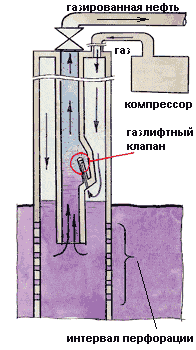 газированная нефть
газ
компрессор
газлифтный
клапан
интервал перфорации